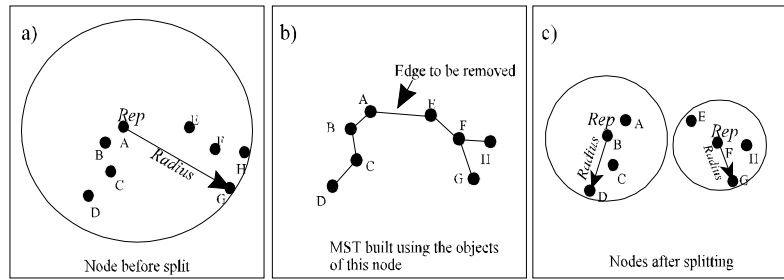 a)
Rep
A
E
B
F
H
C
Radius
G
D
Node before split
b)
Edge to be removed
A
E
B
F
H
C
G
D
MST built using the objects
of this node
c)
Rep
A
B
Radius
C
D
E
Rep
F
H
Radius
G
Nodes after splitting